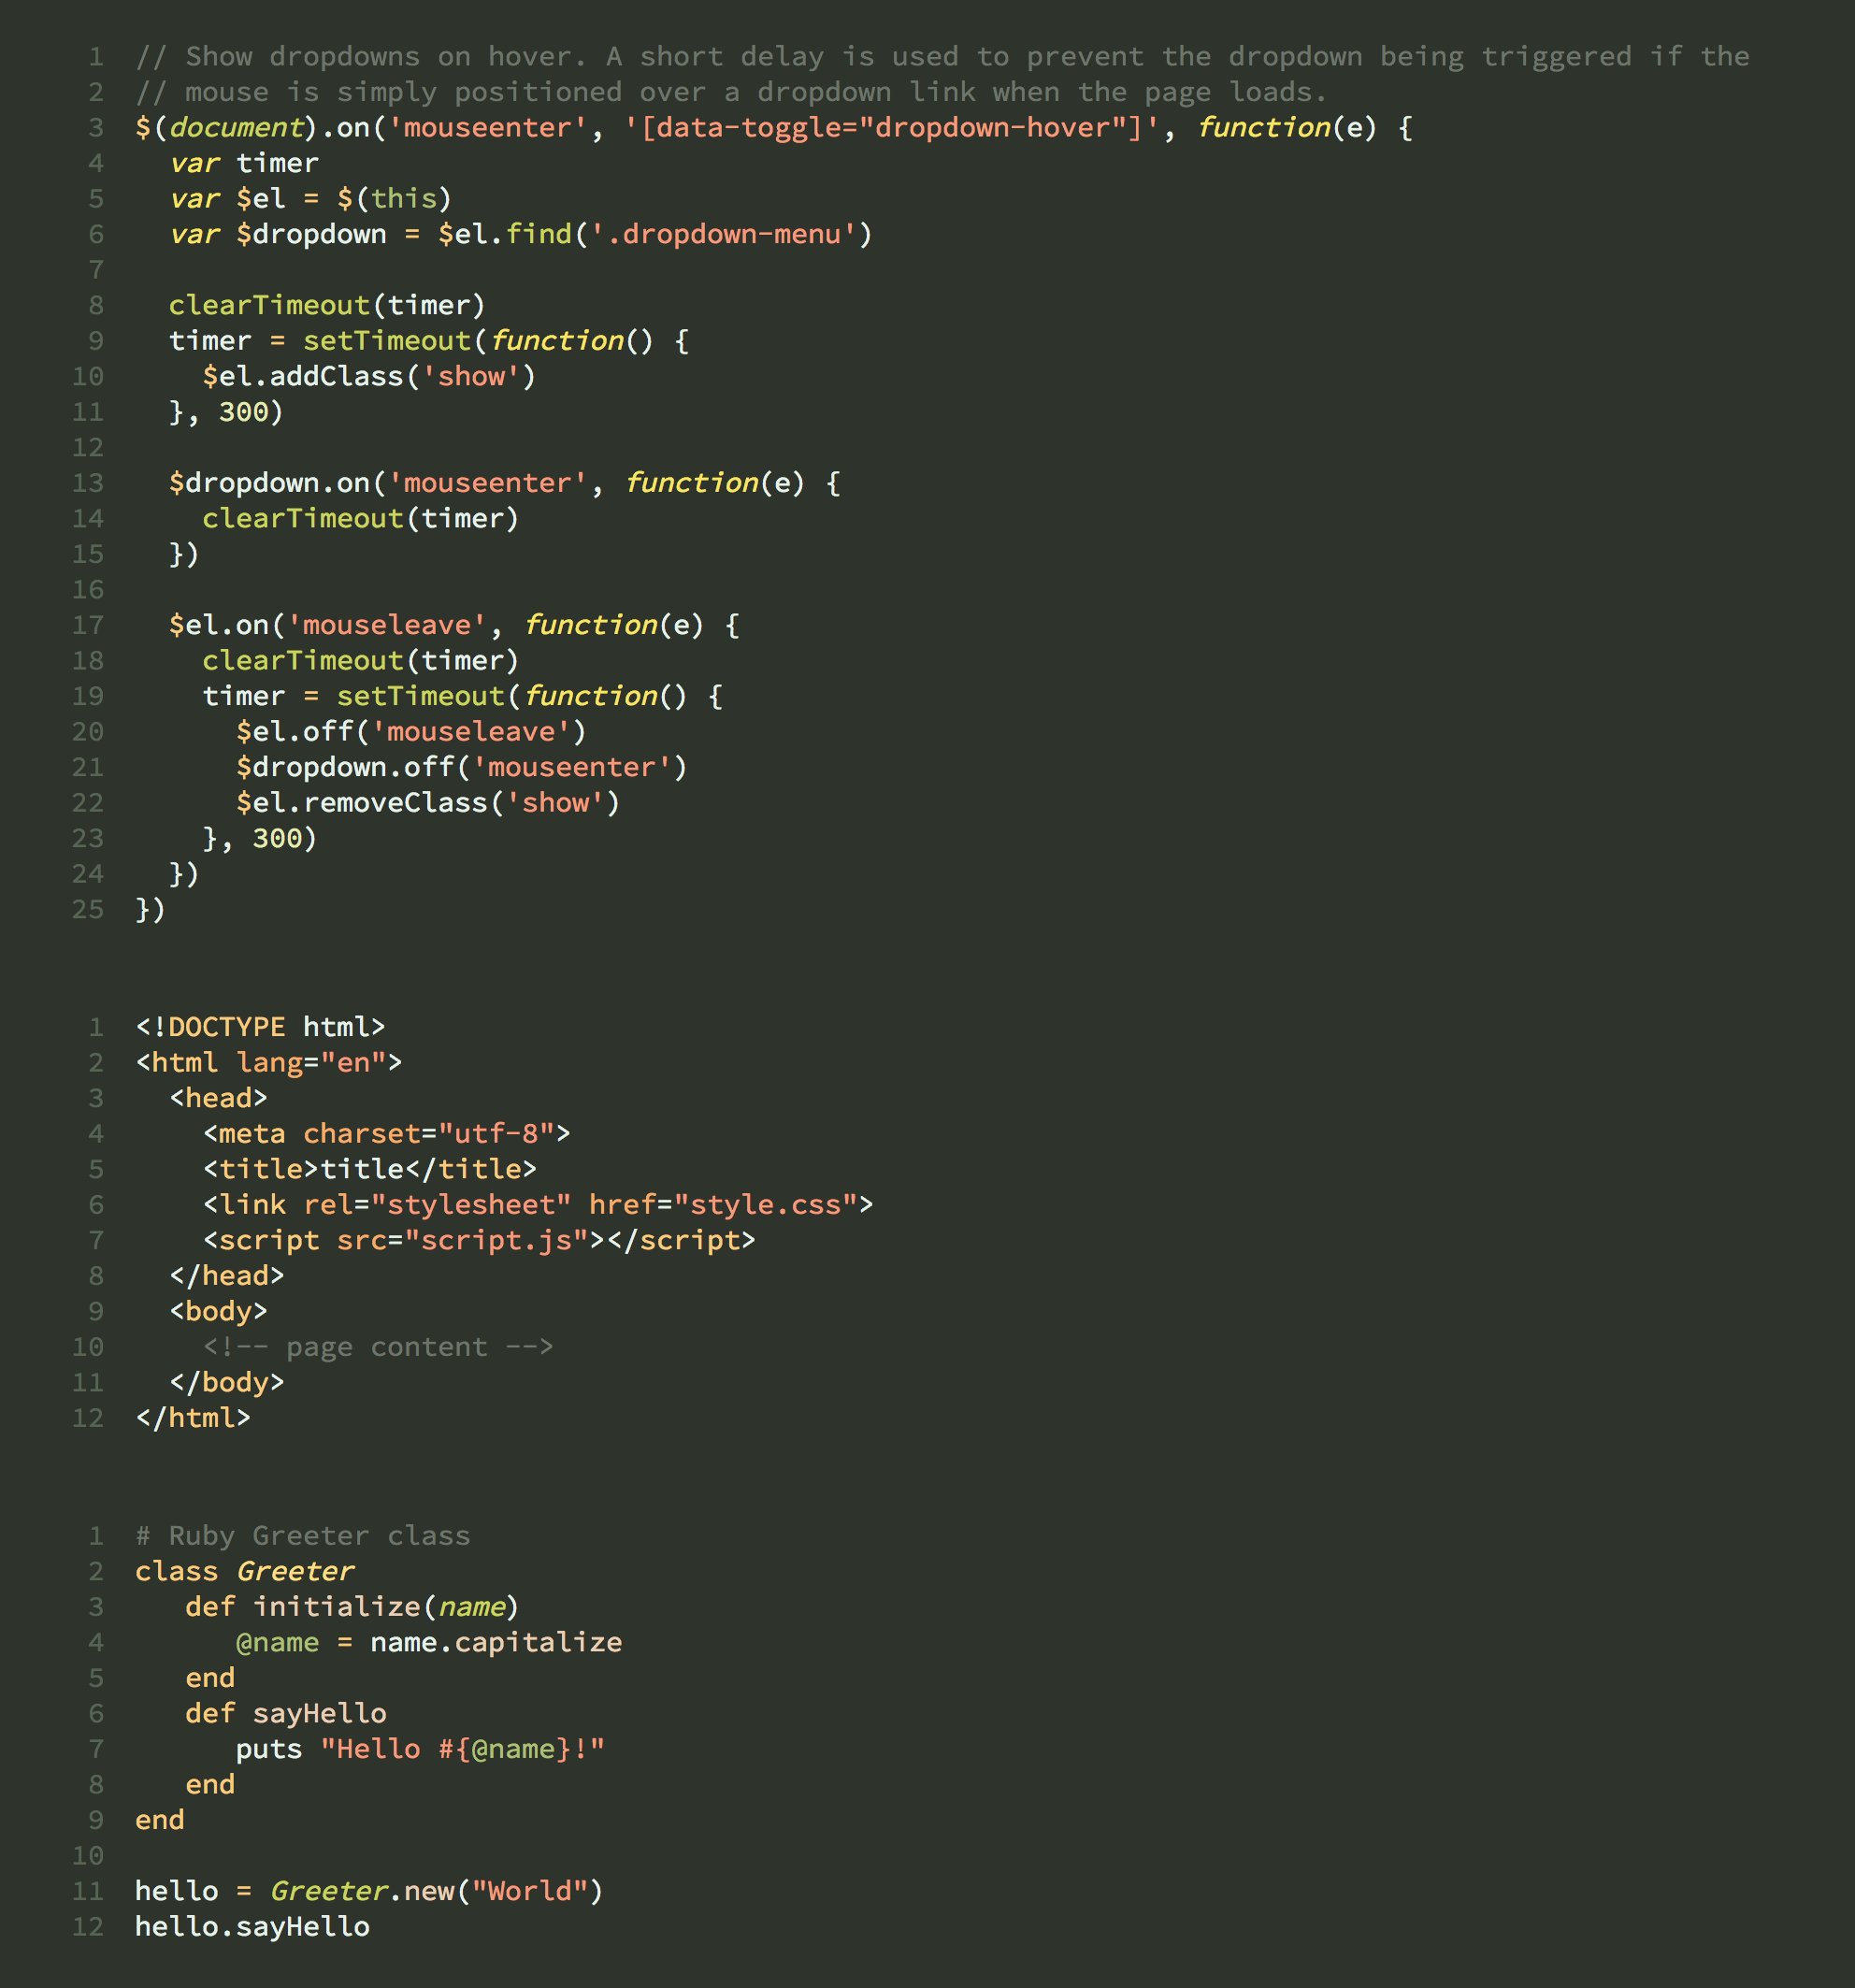 1 // Show dropdowns on hover. A short delay is used to prevent the dropdown being triggered if the
2 // mouse is simply positioned over a dropdown link when the page loads.
3 $(document).on('mouseenter', '[data-toggle="dropdown-hover"]', function(e) {
4   var timer
5   var $el = $(this)
6   var $dropdown = $el.find('.dropdown-menu')
7
8   clearTimeout(timer)
9   timer = setTimeout(function() {
10     $el.addClass('show')
11   }, 300)
12
13   $dropdown.on('mouseenter', function(e) {
14     clearTimeout(timer)
15   })
16
17   $el.on('mouseleave', function(e) {
18     clearTimeout(timer)
19     timer = setTimeout(function() {
20       $el.off('mouseleave')
21       $dropdown.off('mouseenter')
22       $el.removeClass('show')
23     }, 300)
24   })
25 })
1 <!DOCTYPE html>
2 <html lang="en">
3   <head>
4     <meta charset="utf-8">
5     <title>title</title>
6     <link rel="stylesheet" href="style.css">
7     <script src="script.js"></script>
8   </head>
9   <body>
10     <!-- page content -->
11   </body>
12 </html>
1 # Ruby Greeter class
2 class Greeter
3    def initialize(name)
4       @name = name.capitalize
5    end
6    def sayHello
7       puts "Hello #{@name}!"
8    end
9 end
10
11 hello = Greeter.new("World")
12 hello.sayHello